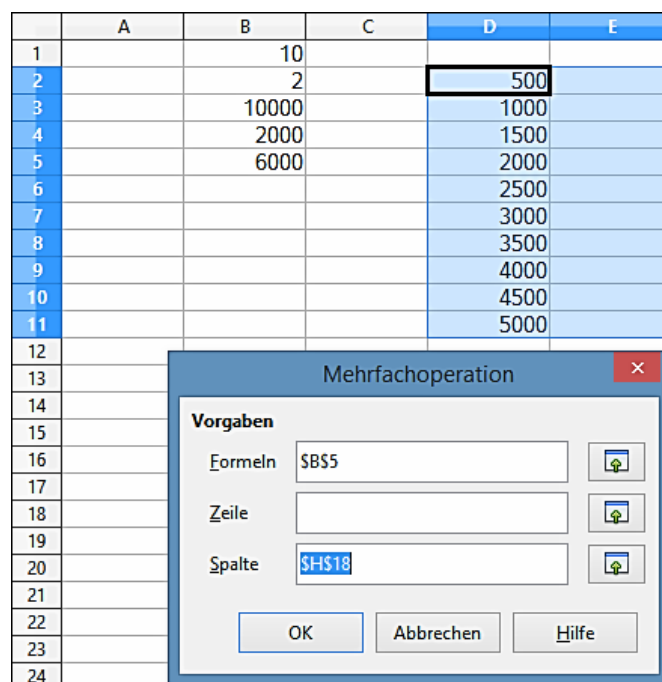 A B C D E
1 10
2 2 500
3 10000 1000
4 2000 1500
5 6000 2000
6 2500
7 3000
8 3500
9 4000
10 4500
11 5000
12
13
14
15
16
17
18
19
20
21
22
23
24
Mehrfachoperation
Vorgaben
Formeln $B$5
Zeile
Spalte $H$18
OK Abbrechen Hilfe